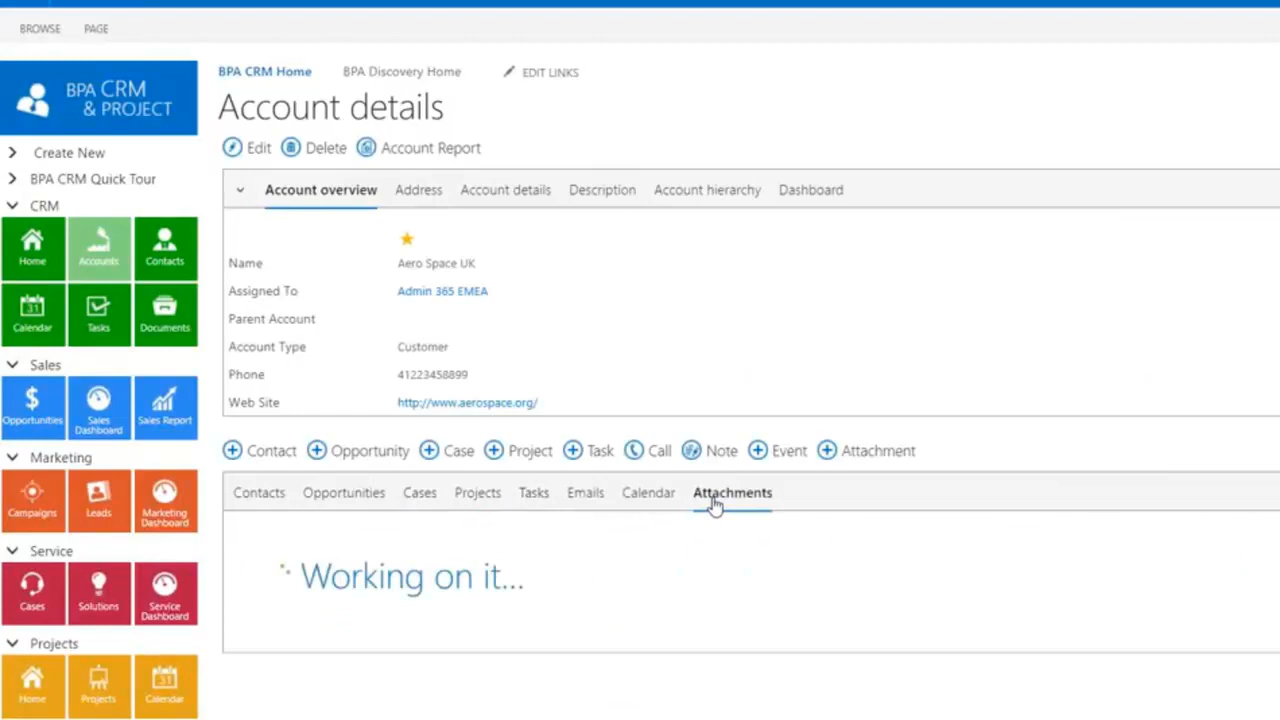 BROWSE PAGE
BPA CRM
& PROJECT
Create New
BPA CRM Quick Tour
CRM
Home Accounts Contacts
31
Calendar Tasks Documents
Sales
$
Opportunities Sales Dashboard Sales Report
Marketing
Campaigns Leads Marketing Dashboard
Service
Cases Solutions Service Dashboard
Projects
31
Home Projects Calendar
BPA CRM Home BPA Discovery Home EDIT LINKS
Account details
Edit Delete Account Report
Account overview Address Account details Description Account hierarchy Dashboard
Name Aero Space UK
Assigned To Admin 365 EMEA
Parent Account
Account Type Customer
Phone 41223458899
Web Site http://www.aerospace.org/
Contact Opportunity Case Project Task Call Note Event Attachment
Contacts Opportunities Cases Projects Tasks Emails Calendar Attachments
Working on it...